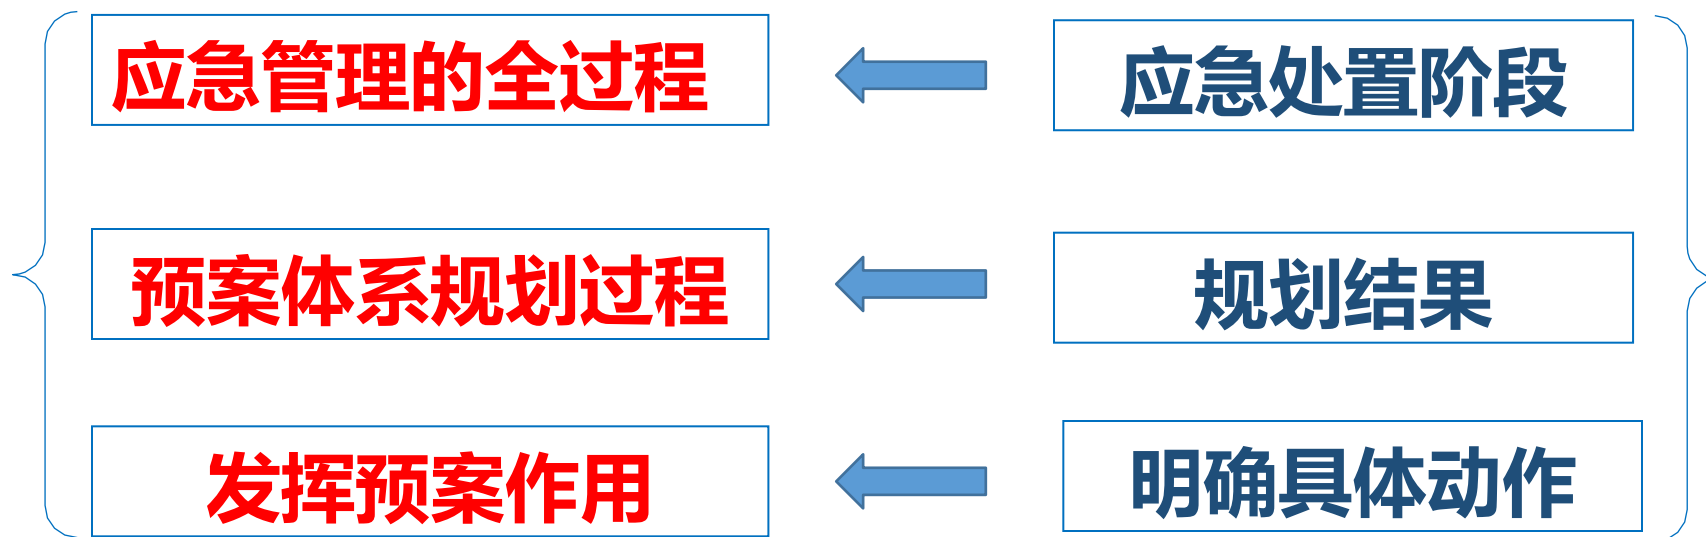 应急管理的全过程
应急处置阶段
预案体系规划过程
规划结果
发挥预案作用
明确具体动作